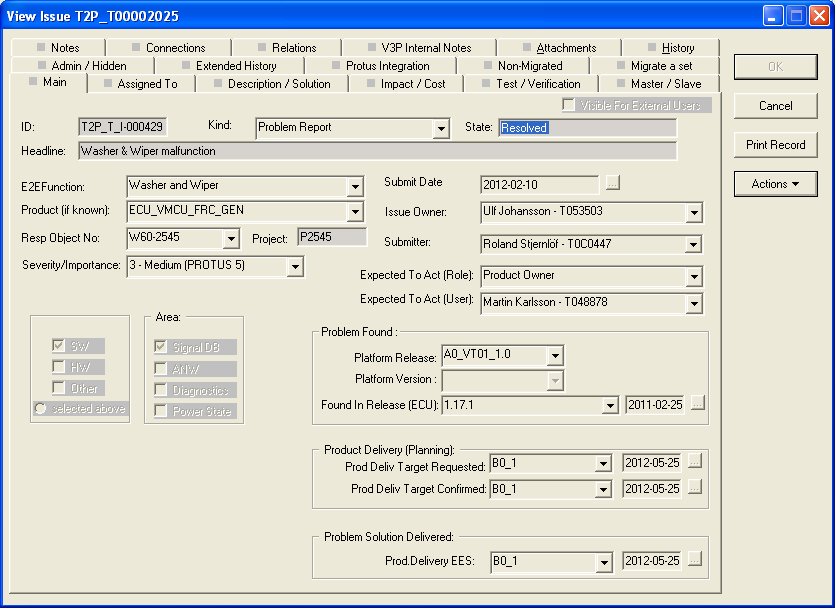 View Issue T2P_T00002025
Notes Connections Relations V3P Internal Notes Attachments History
Admin / Hidden Extended History Protus Integration Non-Migrated Migrate a set
Main Assigned To Description / Solution Impact / Cost Test / Verification Master / Slave
OK
Cancel
Print Record
Actions
Visible For External Users
ID: T2P_T_I-000429 Kind: Problem Report State: Resolved
Headline: Washer & Wiper malfunction
E2EFunction: Washer and Wiper
Product (if known): ECU_VMCU_FRC_GEN
Resp Object No: W60-2545 Project: P2545
Severity/Importance: 3 - Medium (PROTUS 5)
Submit Date 2012-02-10 ...
Issue Owner: Ulf Johansson - T053503
Submitter: Roland Stjernlöf - T0C0447
Expected To Act (Role): Product Owner
Expected To Act (User): Martin Karlsson - T048878
SW
HW
Other
selected above
Area:
Signal DB
ANW
Diagnostics
Power State
Problem Found :
Platform Release: A0_VT01_1.0
Platform Version :
Found In Release (ECU): 1.17.1 2011-02-25 ...
Product Delivery (Planning):
Prod Deliv Target Requested: B0_1 2012-05-25 ...
Prod Deliv Target Confirmed: B0_1 2012-05-25 ...
Problem Solution Delivered:
Prod.Delivery EES: B0_1 2012-05-25 ...